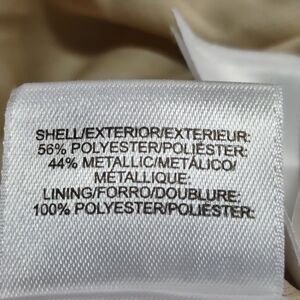 SHELL/EXTERIOR/EXTERIEUR:
56% POLYESTER/POLIÉSTER:
44% METALLIC/METÁLICO/
MÉTALLIQUE:
LINING/FORRO/DOUBLURE:
100% POLYESTER/POLIÉSTER: